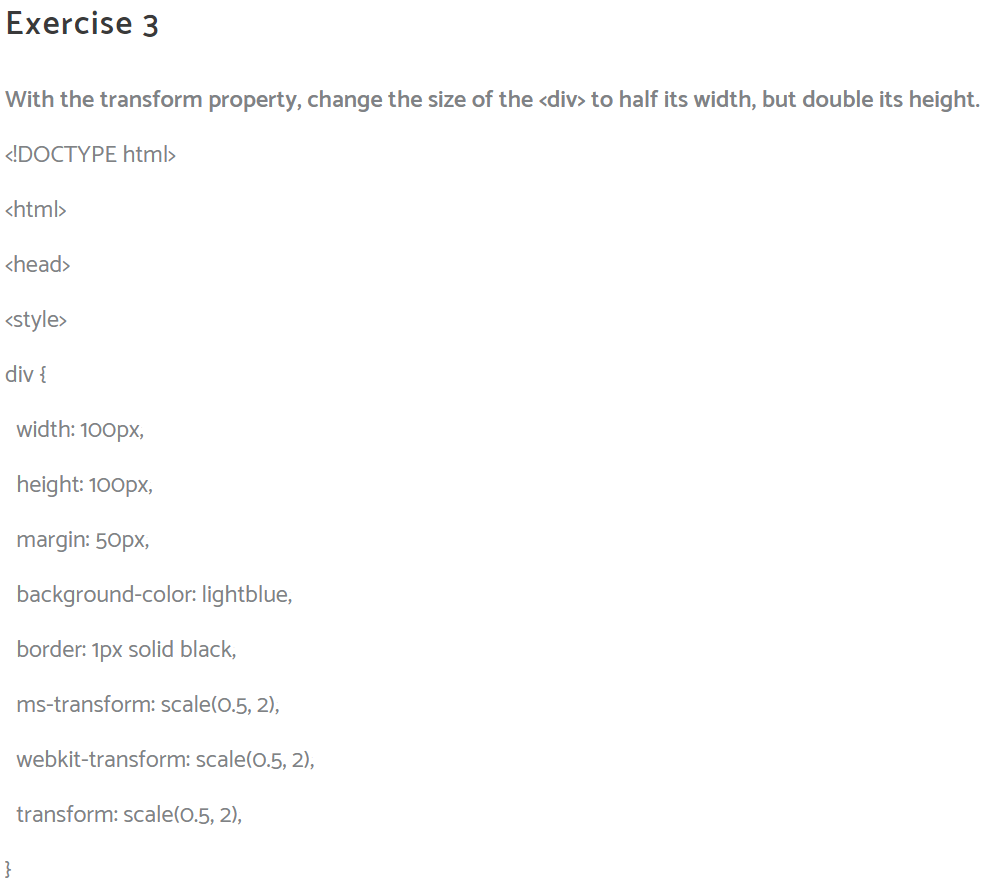 Exercise 3
With the transform property, change the size of the <div> to half its width, but double its height.
<!DOCTYPE html>
<html>
<head>
<style>
div {
width: 100px,
height: 100px,
margin: 50px,
background-color: lightblue,
border: 1px solid black,
ms-transform: scale(0.5, 2),
webkit-transform: scale(0.5, 2),
transform: scale(0.5, 2),
}